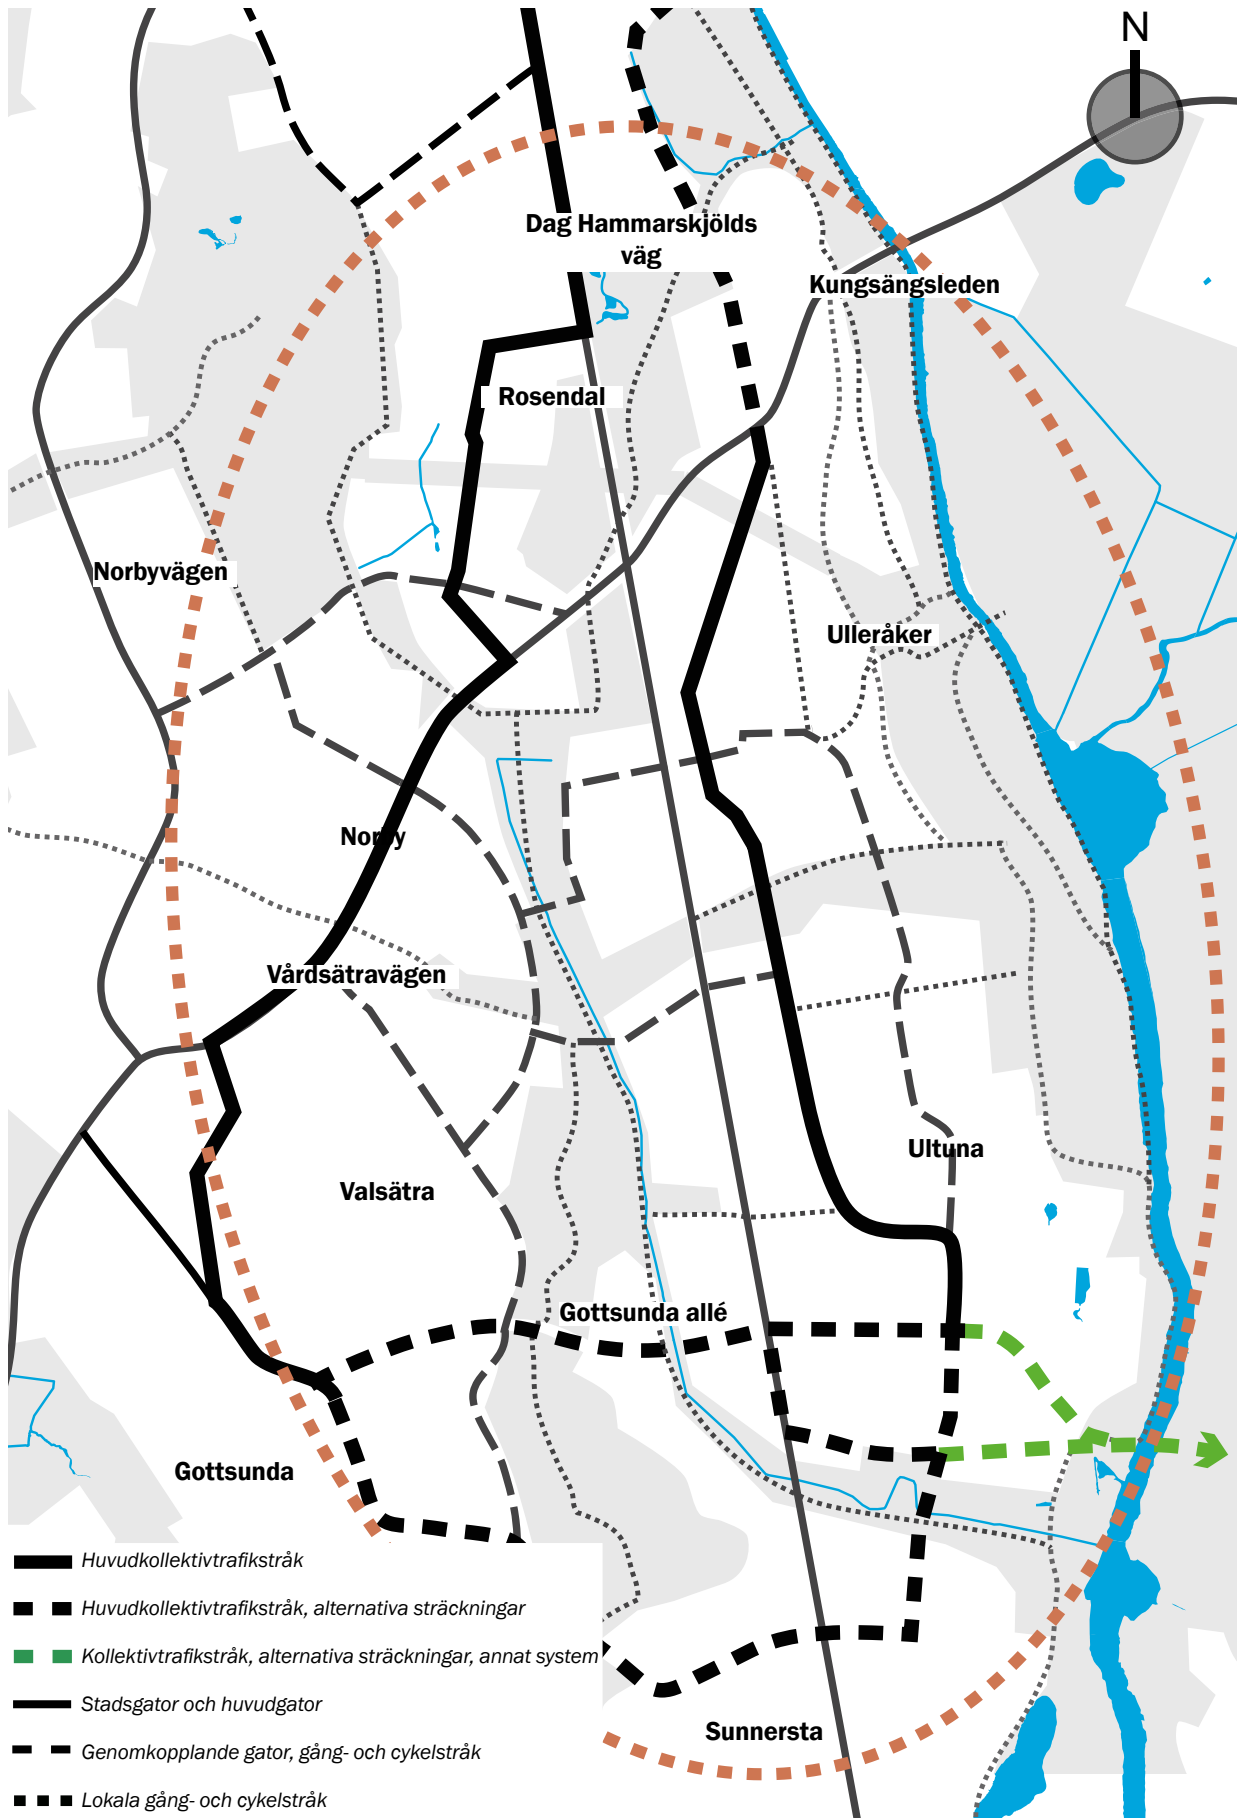 N
Dag Hammarskjölds
väg
Kungsängsleden
Rosendal
Norbyvägen
Ulleråker
Norby
Vårdsätravägen
Ultuna
Valsätra
Gottsunda allé
Gottsunda
Huvudkollektivtrafikstråk
Huvudkollektivtrafikstråk, alternativa sträckningar
Kollektivtrafikstråk, alternativa sträckningar, annat system
Stadsgator och huvudgator
Sunnersta
Genomkopplande gator, gång- och cykelstråk
Lokala gång- och cykelstråk